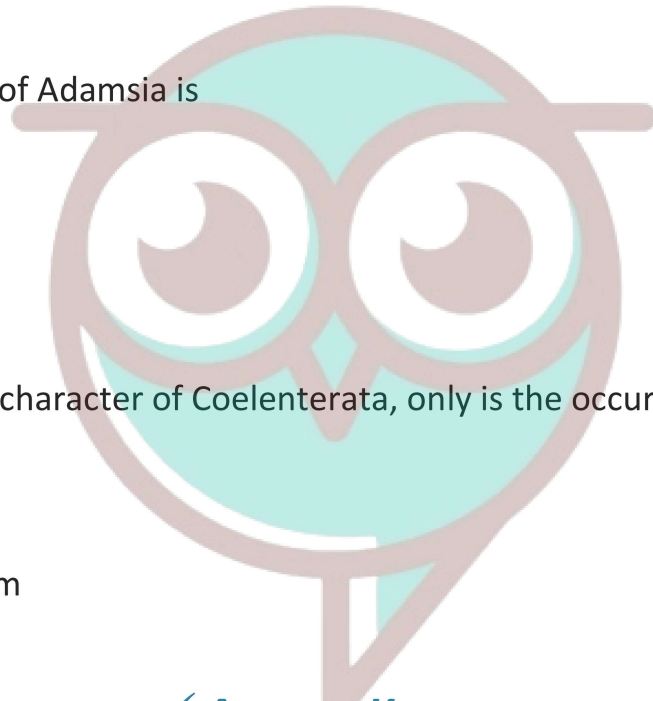 of Adamsia is
character of Coelenterata, only is the occur
m